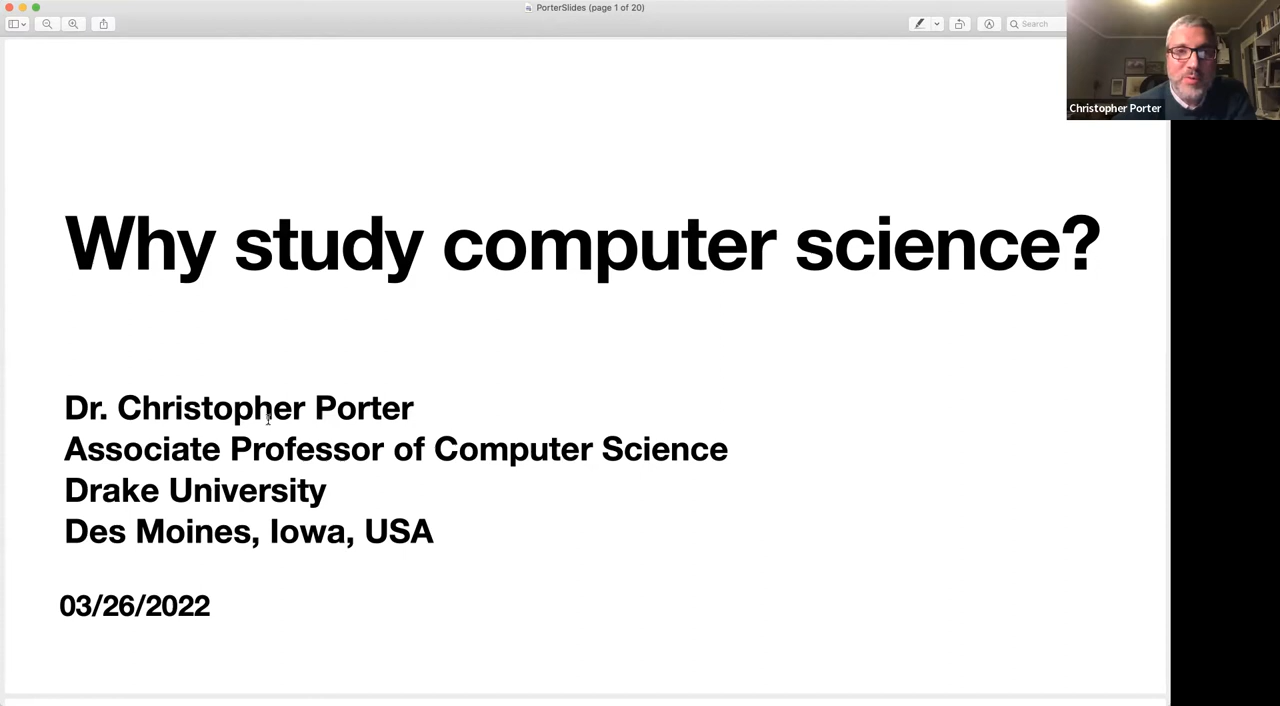 PorterSlides (page 1 of 20)
Search
Christopher Porter
Why study computer science?
Dr. Christopher Porter
Associate Professor of Computer Science
Drake University
Des Moines, Iowa, USA
03/26/2022